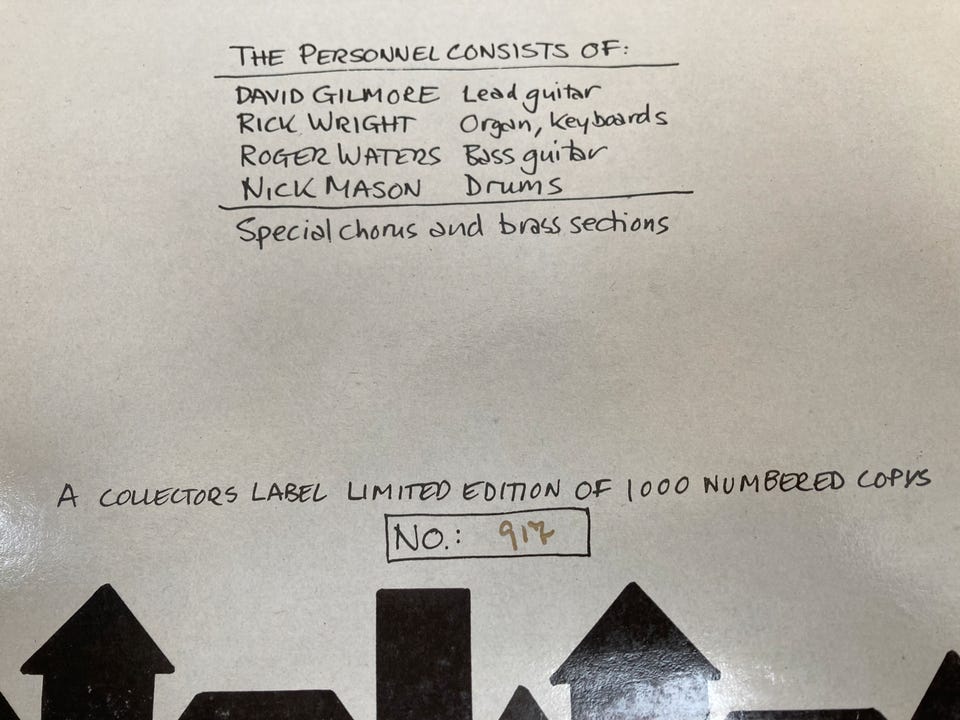 THE PERSONNEL CONSISTS OF:
DAVID GILMORE Lead guitar
RICK WRIGHT Organ, keyboards
ROGER WATERS Bass guitar
NICK MASON Drums
Special chorus and brass sections
A COLLECTORS LABEL LIMITED EDITION OF 1000 NUMBERED COPYS
NO.: 917